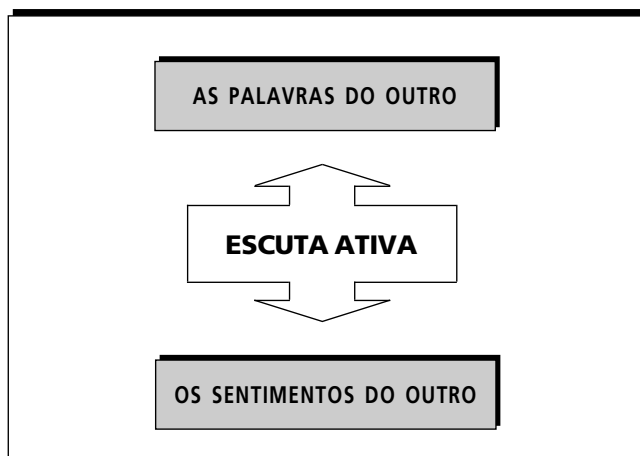 AS PALAVRAS DO OUTRO
ESCUTA ATIVA
OS SENTIMENTOS DO OUTRO